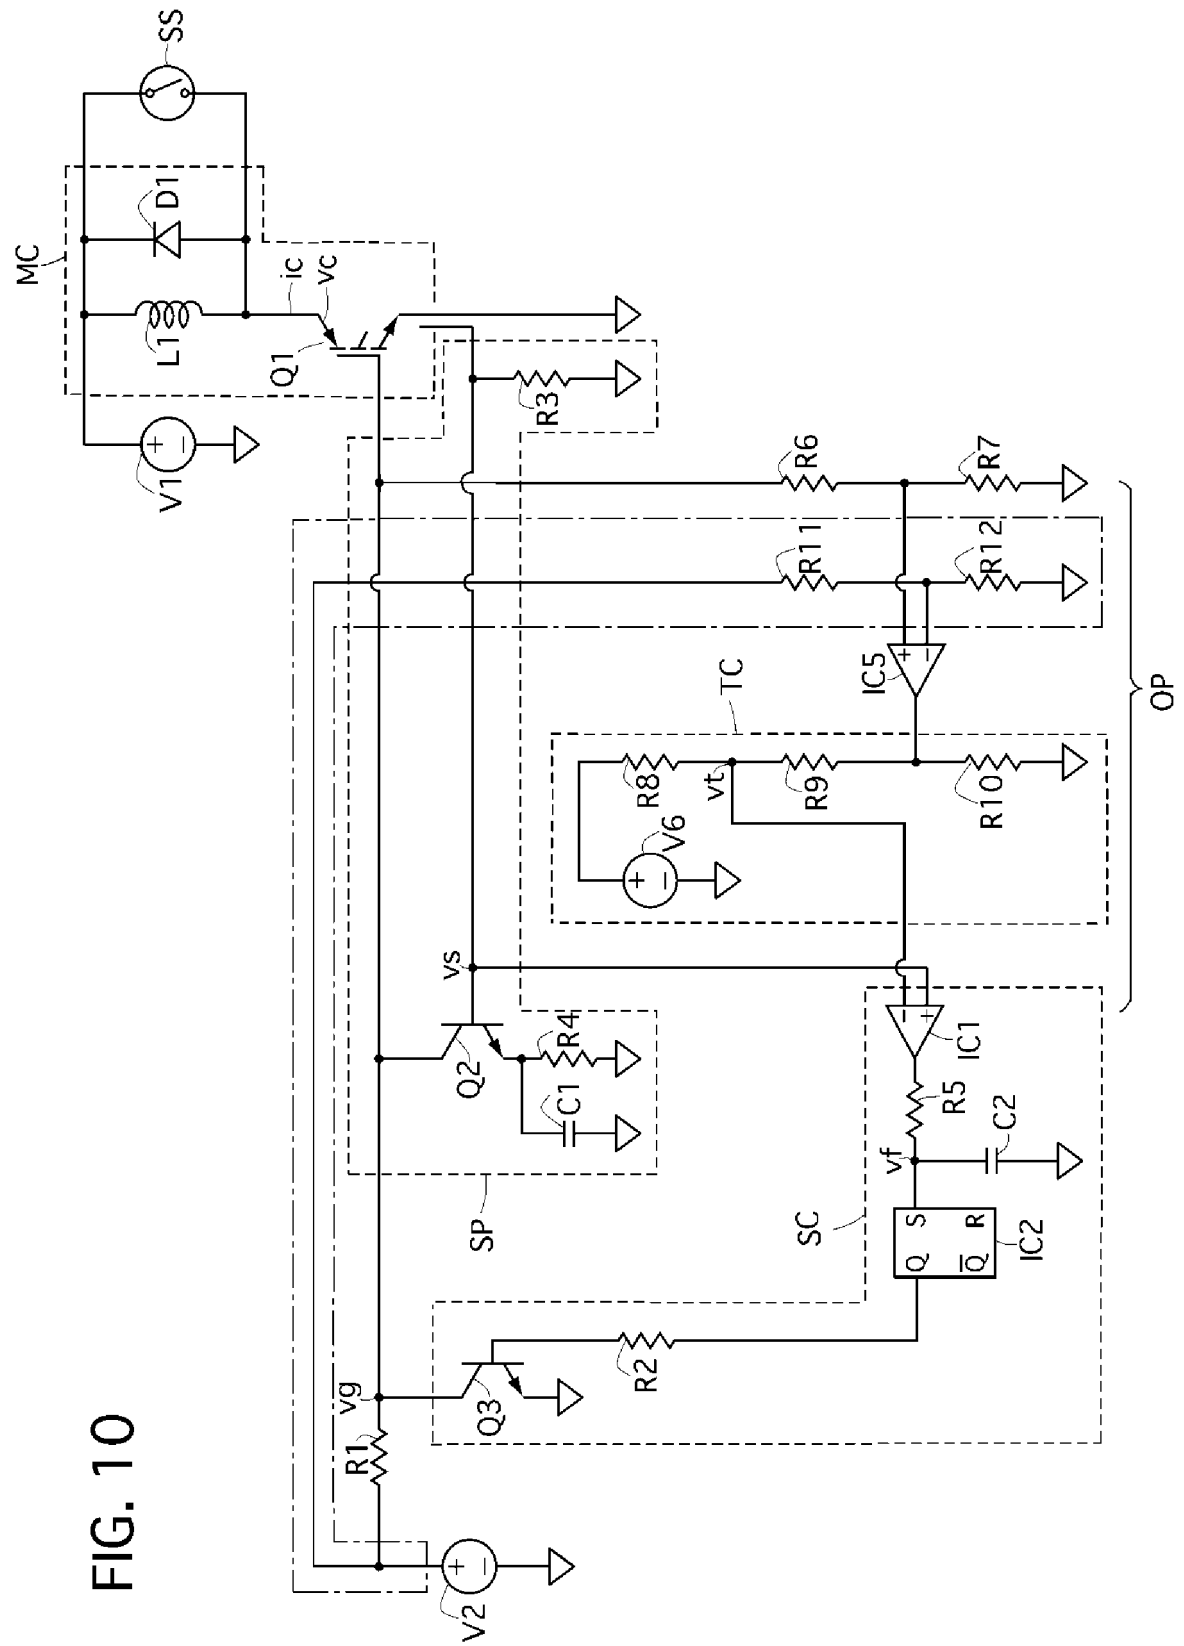 FIG. 10
MC
SS
D1
L1
ic
vc
Q1
V1
+
−
R3
R6
R7
R11
R12
+
−
IC5
TC
OP
R8
vt
R9
R10
V6
+
−
vs
Q2
R4
C1
SP
−
+
IC1
R5
vf
C2
SC
S
R
Q
Q̅
IC2
R2
Q3
vg
R1
V2
+
−